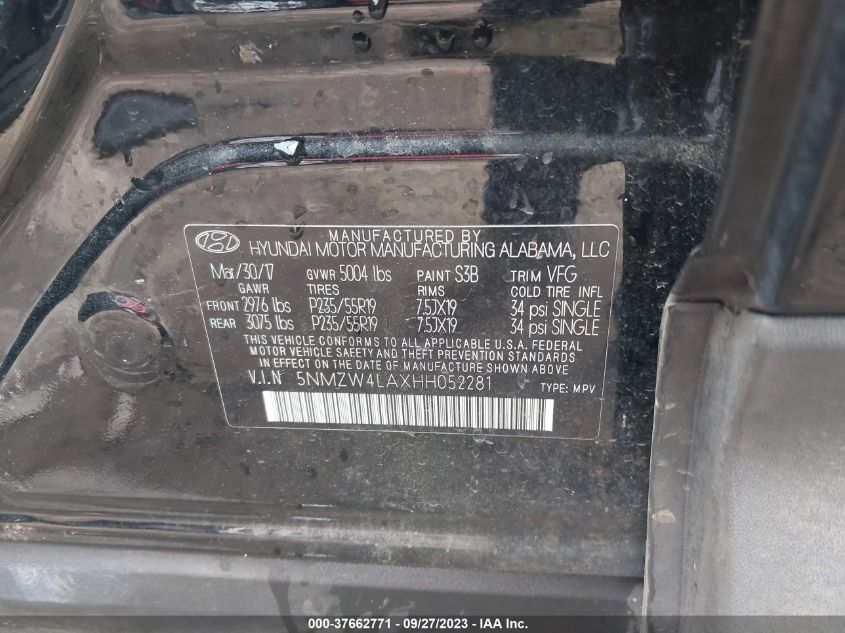 MANUFACTURED BY
HYUNDAI MOTOR MANUFACTURING ALABAMA, LLC
Mar/30/17 GVWR 5004 lbs PAINT S3B TRIM VFG
GAWR TIRES RIMS COLD TIRE INFL
FRONT 2976 lbs P235/55R19 7.5JX19 34 psi SINGLE
REAR 3075 lbs P235/55R19 7.5JX19 34 psi SINGLE
THIS VEHICLE CONFORMS TO ALL APPLICABLE U.S.A. FEDERAL
MOTOR VEHICLE SAFETY AND THEFT PREVENTION STANDARDS
IN EFFECT ON THE DATE OF MANUFACTURE SHOWN ABOVE
V.I.N 5NMZW4LAXHH052281 TYPE: MPV
000-37662771 - 09/27/2023 - IAA Inc.